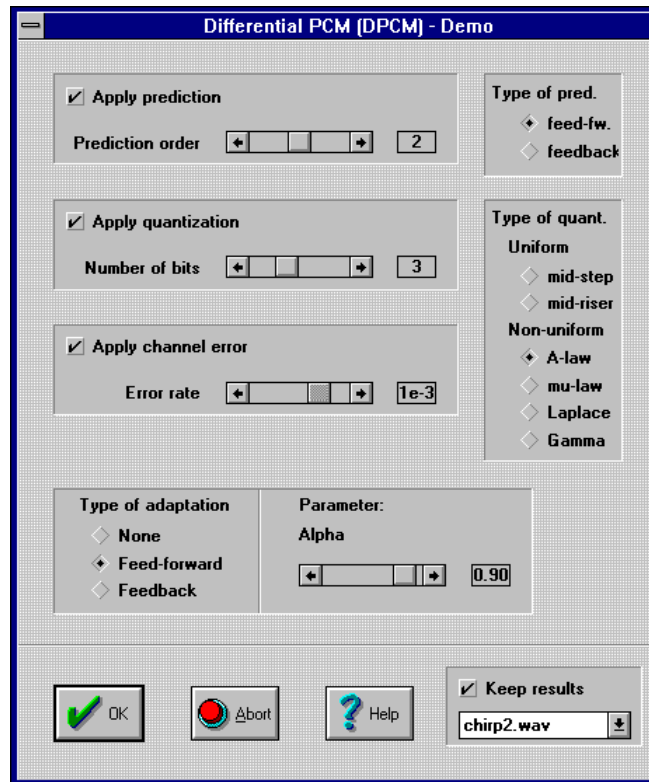 Differential PCM (DPCM) - Demo
Apply prediction
Prediction order 2
Type of pred.
feed-fw.
feedback
Apply quantization
Number of bits 3
Type of quant.
Uniform
mid-step
mid-riser
Non-uniform
A-law
mu-law
Laplace
Gamma
Apply channel error
Error rate 1e-3
Type of adaptation
None
Feed-forward
Feedback
Parameter:
Alpha
0.90
OK
Abort
Help
Keep results
chirp2.wav